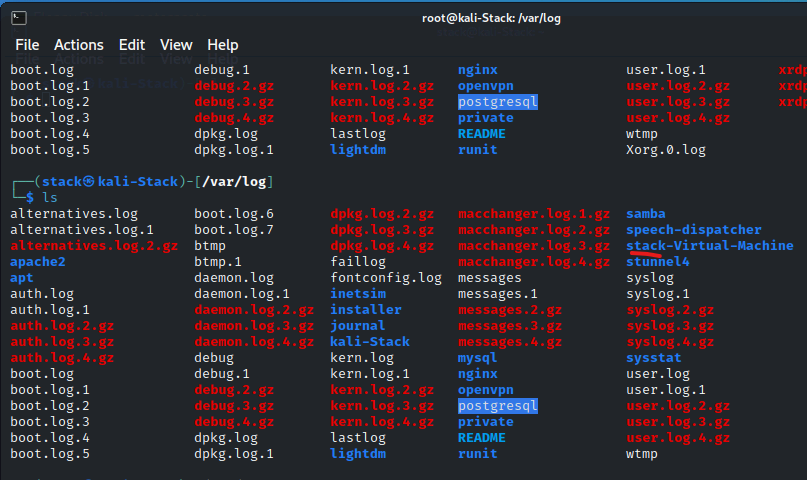 root@kali-Stack: /var/log
File Actions Edit View Help
boot.log debug.1 kern.log.1 nginx user.log.1 xrdp
boot.log.1 debug.2.gz kern.log.2.gz openvpn user.log.2.gz xrdp
boot.log.2 debug.3.gz kern.log.3.gz postgresql user.log.3.gz xrdp
boot.log.3 debug.4.gz kern.log.4.gz private user.log.4.gz
boot.log.4 dpkg.log lastlog README wtmp
boot.log.5 dpkg.log.1 lightdm runit Xorg.0.log
┌──(stack㉿kali-Stack)-[/var/log]
└─$ ls
alternatives.log boot.log.6 dpkg.log.2.gz macchanger.log.1.gz samba
alternatives.log.1 boot.log.7 dpkg.log.3.gz macchanger.log.2.gz speech-dispatcher
alternatives.log.2.gz btmp dpkg.log.4.gz macchanger.log.3.gz stack-Virtual-Machine
apache2 btmp.1 faillog macchanger.log.4.gz stunnel4
apt daemon.log fontconfig.log messages syslog
auth.log daemon.log.1 inetsim messages.1 syslog.1
auth.log.1 daemon.log.2.gz installer messages.2.gz syslog.2.gz
auth.log.2.gz daemon.log.3.gz journal messages.3.gz syslog.3.gz
auth.log.3.gz daemon.log.4.gz kali-Stack messages.4.gz syslog.4.gz
auth.log.4.gz debug kern.log mysql sysstat
boot.log debug.1 kern.log.1 nginx user.log
boot.log.1 debug.2.gz kern.log.2.gz openvpn user.log.1
boot.log.2 debug.3.gz kern.log.3.gz postgresql user.log.2.gz
boot.log.3 debug.4.gz kern.log.4.gz private user.log.3.gz
boot.log.4 dpkg.log lastlog README user.log.4.gz
boot.log.5 dpkg.log.1 lightdm runit wtmp